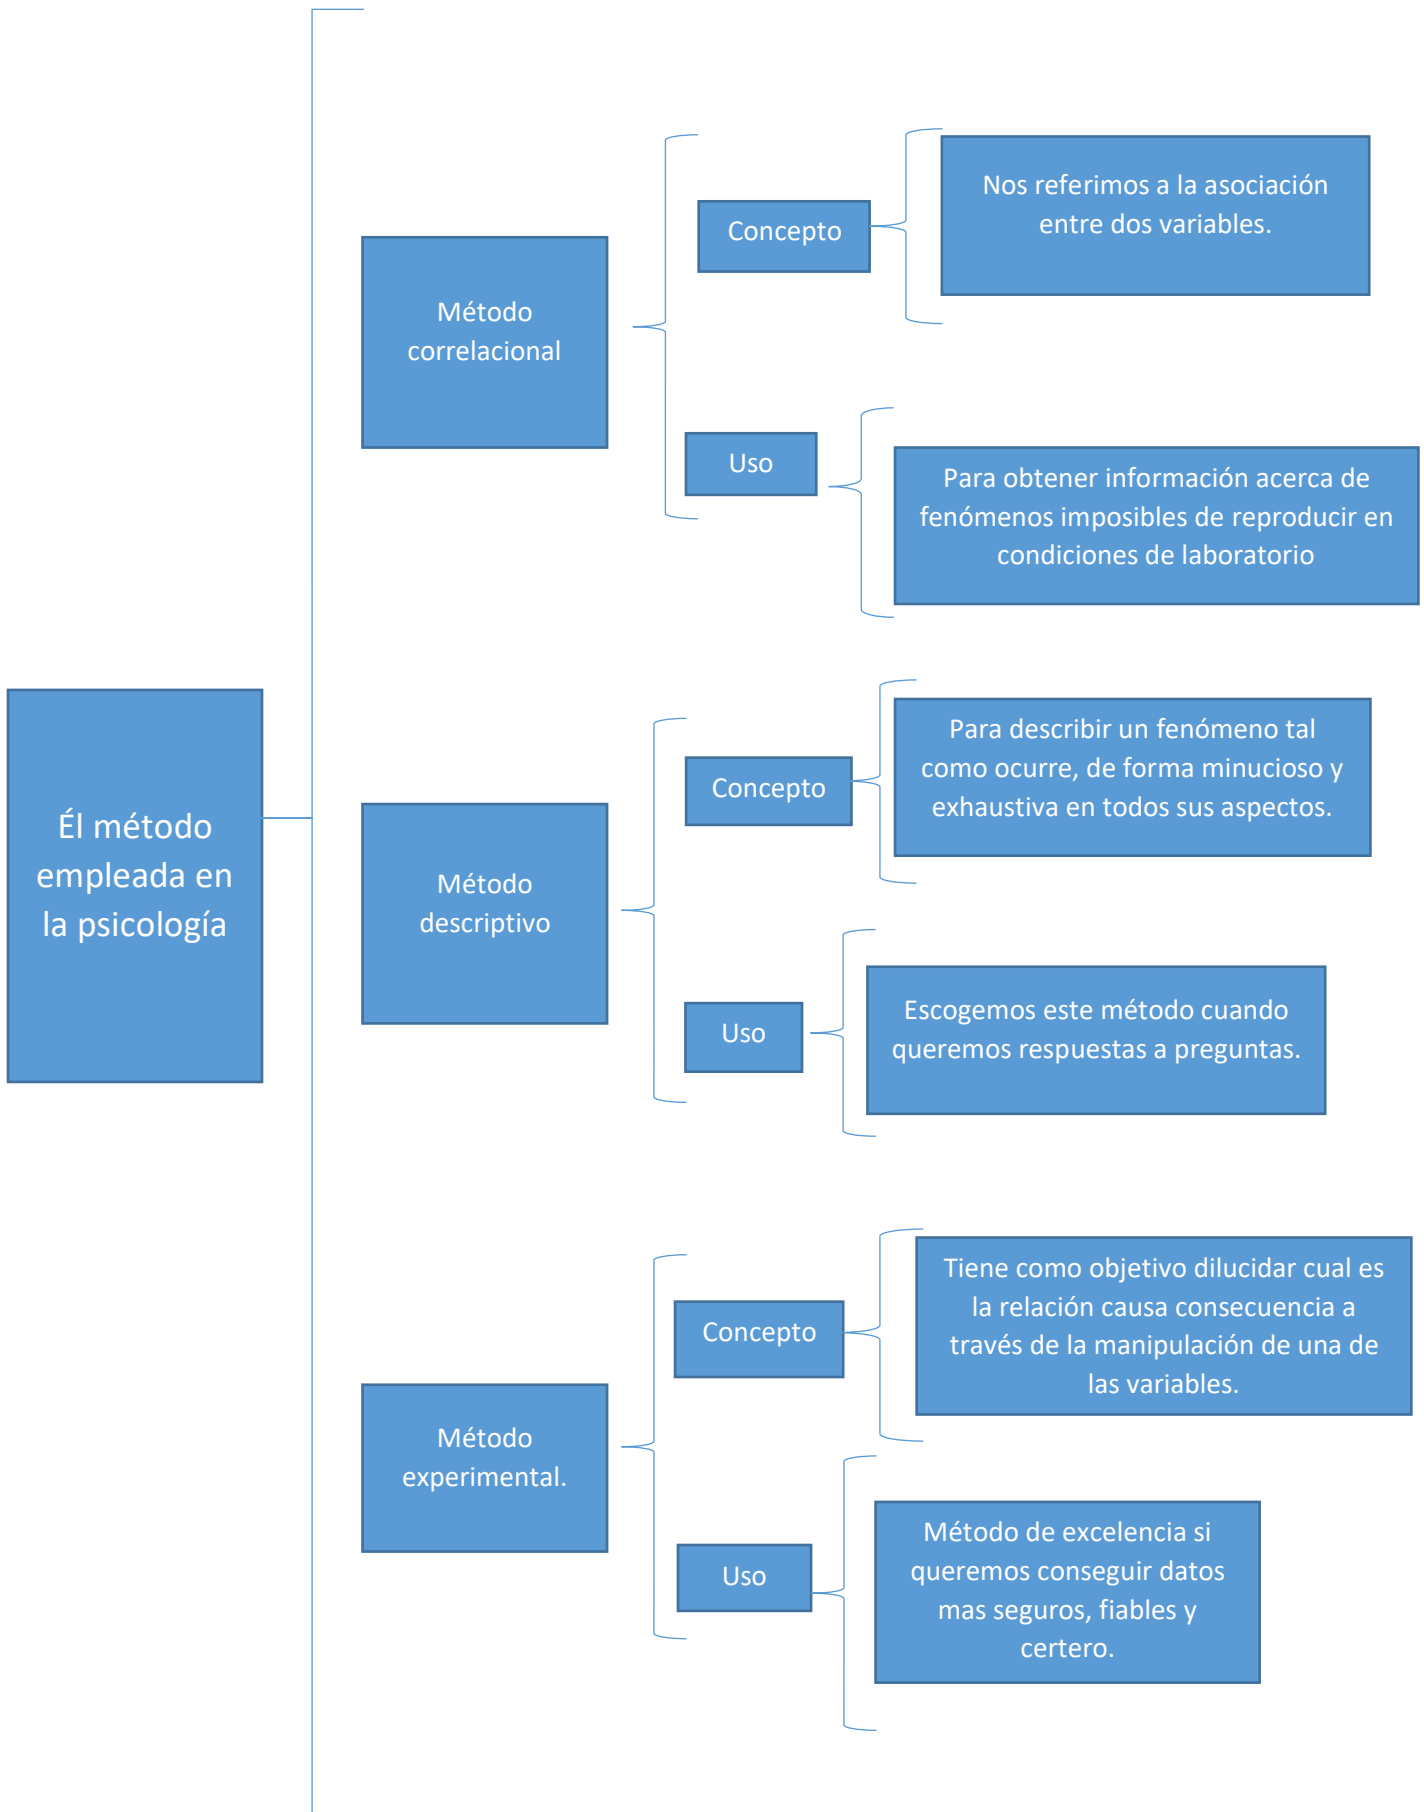 Él método
empleada en
la psicología
Método
correlacional
Concepto
Nos referimos a la asociación
entre dos variables.
Uso
Para obtener información acerca de
fenómenos imposibles de reproducir en
condiciones de laboratorio
Método
descriptivo
Concepto
Para describir un fenómeno tal
como ocurre, de forma minucioso y
exhaustiva en todos sus aspectos.
Uso
Escogemos este método cuando
queremos respuestas a preguntas.
Método
experimental.
Concepto
Tiene como objetivo dilucidar cual es
la relación causa consecuencia a
través de la manipulación de una de
las variables.
Uso
Método de excelencia si
queremos conseguir datos
mas seguros, fiables y
certero.